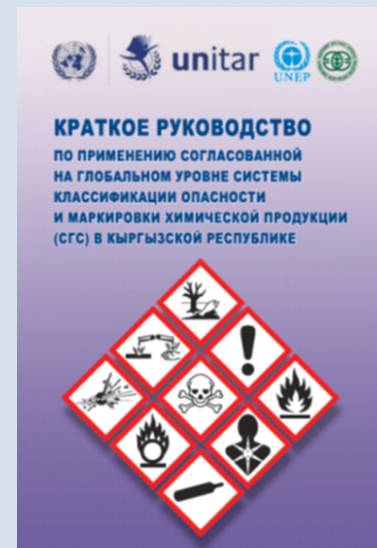 unitar
UNEP
КРАТКОЕ РУКОВОДСТВО
ПО ПРИМЕНЕНИЮ СОГЛАСОВАННОЙ
НА ГЛОБАЛЬНОМ УРОВНЕ СИСТЕМЫ
КЛАССИФИКАЦИИ ОПАСНОСТИ
И МАРКИРОВКИ ХИМИЧЕСКОЙ ПРОДУКЦИИ
(СГС) В КЫРГЫЗСКОЙ РЕСПУБЛИКЕ